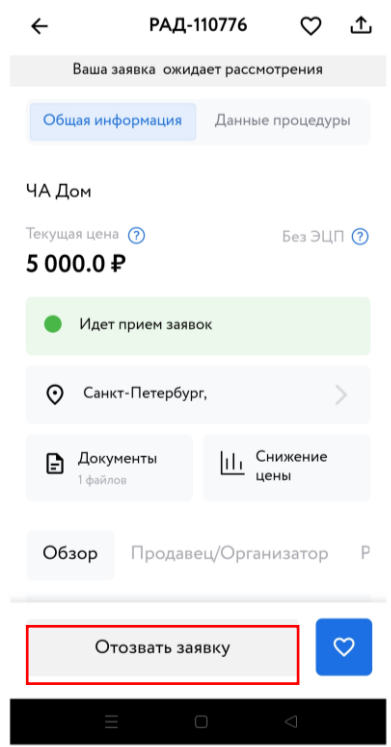 РАД-110776
Ваша заявка ожидает рассмотрения
Общая информация
Данные процедуры
ЧА Дом
Текущая цена ?
Без ЭЦП ?
5 000.0 ₽
Идет прием заявок
Санкт-Петербург,
Документы
1 файлов
Снижение
цены
Обзор
Продавец/Организатор
Р
Отозвать заявку